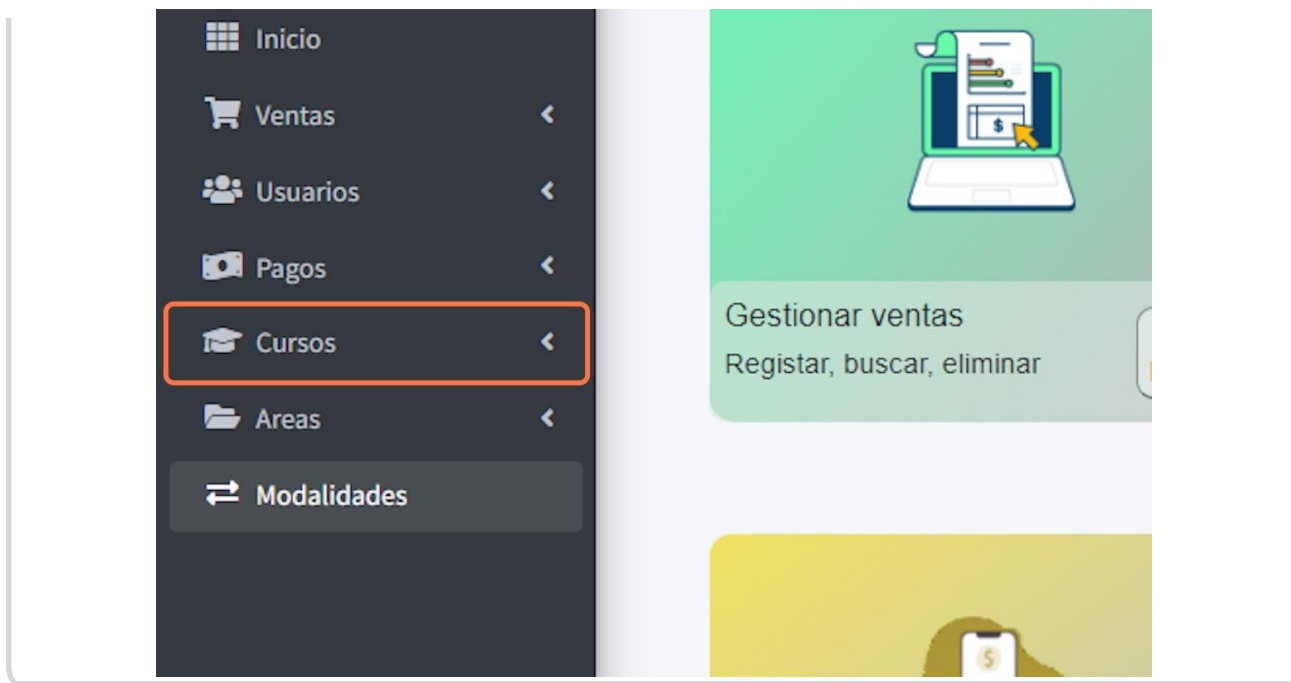 Inicio
Ventas
Usuarios
Pagos
Cursos
Areas
Modalidades
$
Gestionar ventas
Registar, buscar, eliminar
$